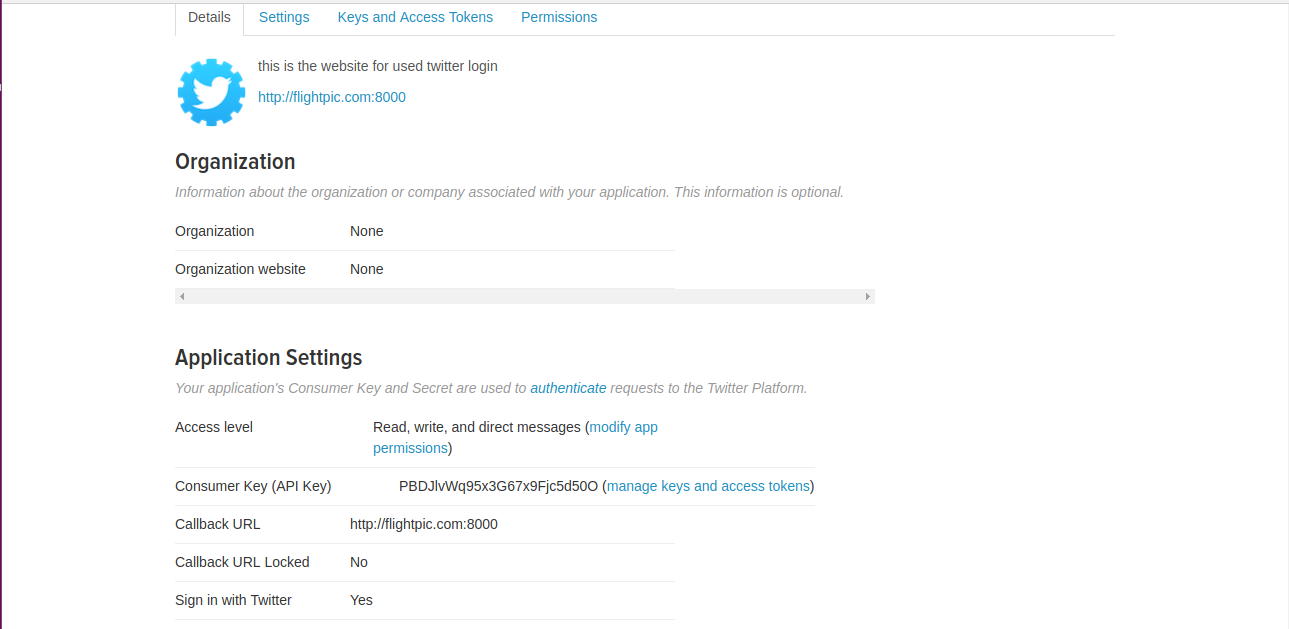 Details Settings Keys and Access Tokens Permissions
this is the website for used twitter login
http://flightpic.com:8000
Organization
Information about the organization or company associated with your application. This information is optional.
Organization None
Organization website None
Application Settings
Your application's Consumer Key and Secret are used to authenticate requests to the Twitter Platform.
Access level Read, write, and direct messages (modify app
permissions)
Consumer Key (API Key) PBDJlvWq95x3G67x9Fjc5d50O (manage keys and access tokens)
Callback URL http://flightpic.com:8000
Callback URL Locked No
Sign in with Twitter Yes